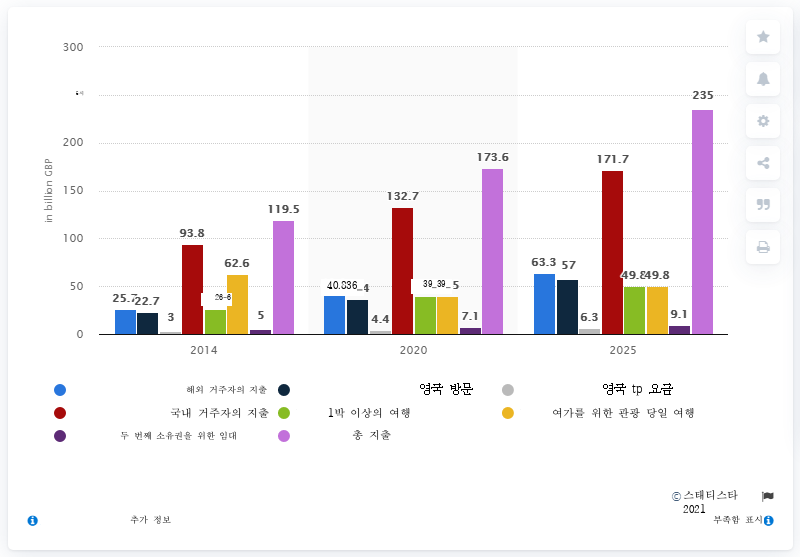 300
200
150
100
50
0
in billion GBP
25.7
22.7
3
93.8
26-6
62.6
5
119.5
4.4
132.7
39_39_5
7.1
173.6
63.3
57
6.3
171.7
49.8
49.8
9.1
235
2014
2020
2025
해외 거주자의 지출
영국 방문
영국 tp 요금
국내 거주자의 지출
1박 이상의 여행
여가를 위한 관광 당일 여행
두 번째 소유권을 위한 임대
총 지출
© 스태티스타
2021
추가 정보
부족함 표시